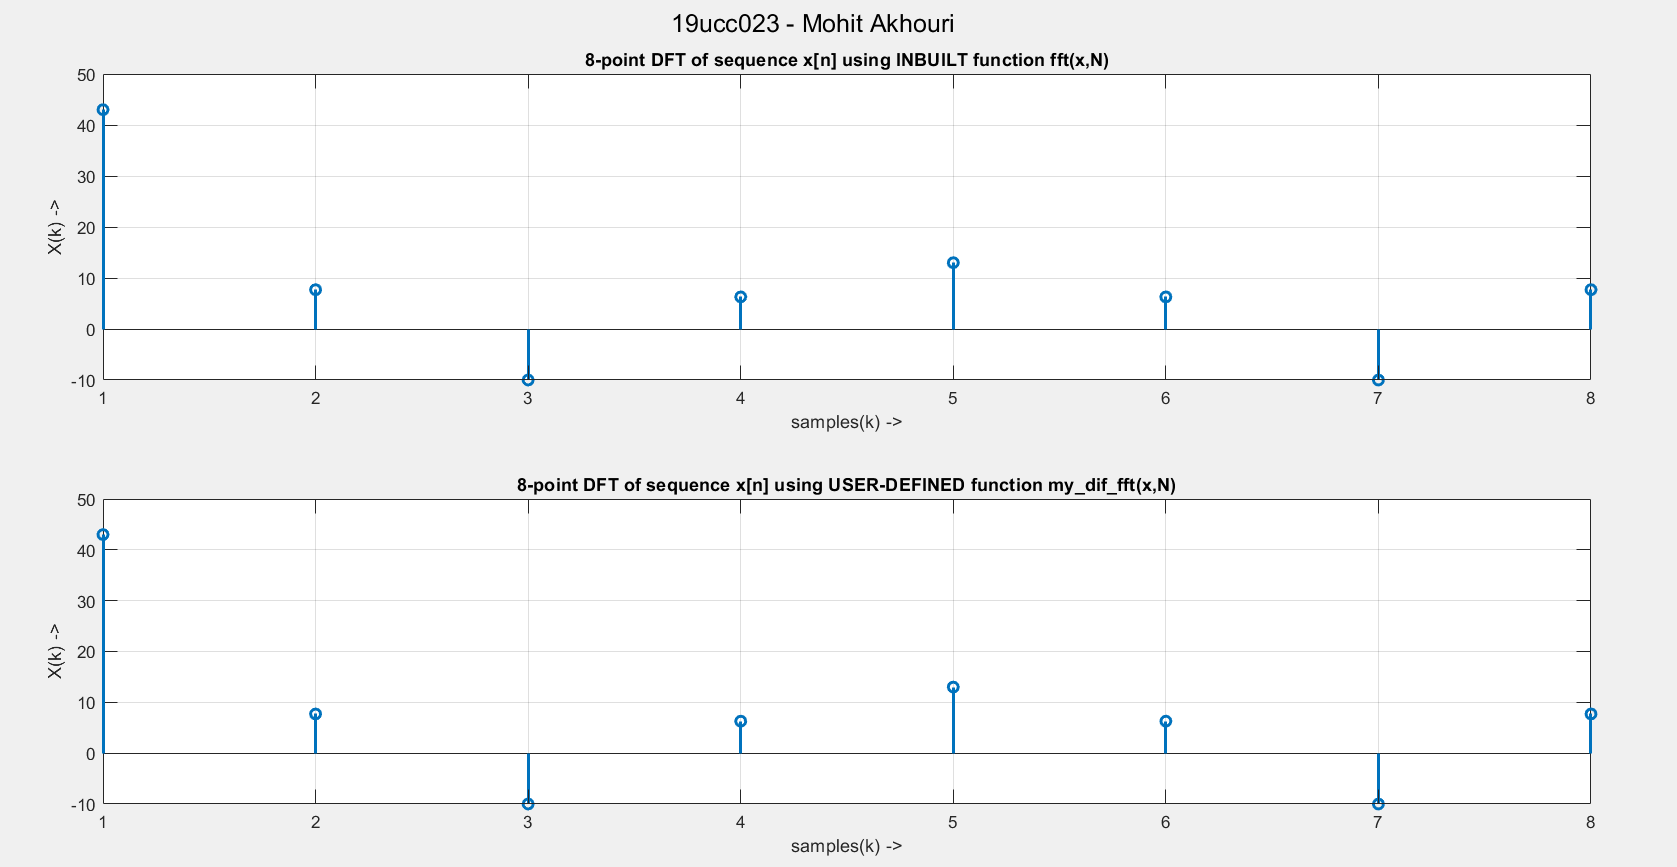 19ucc023 - Mohit Akhouri
8-point DFT of sequence x[n] using INBUILT function fft(x,N)
50
40
30
20
10
0
-10
X(k) ->
1 2 3 4 5 6 7 8
samples(k) ->
8-point DFT of sequence x[n] using USER-DEFINED function my_dif_fft(x,N)
50
40
30
20
10
0
-10
X(k) ->
1 2 3 4 5 6 7 8
samples(k) ->